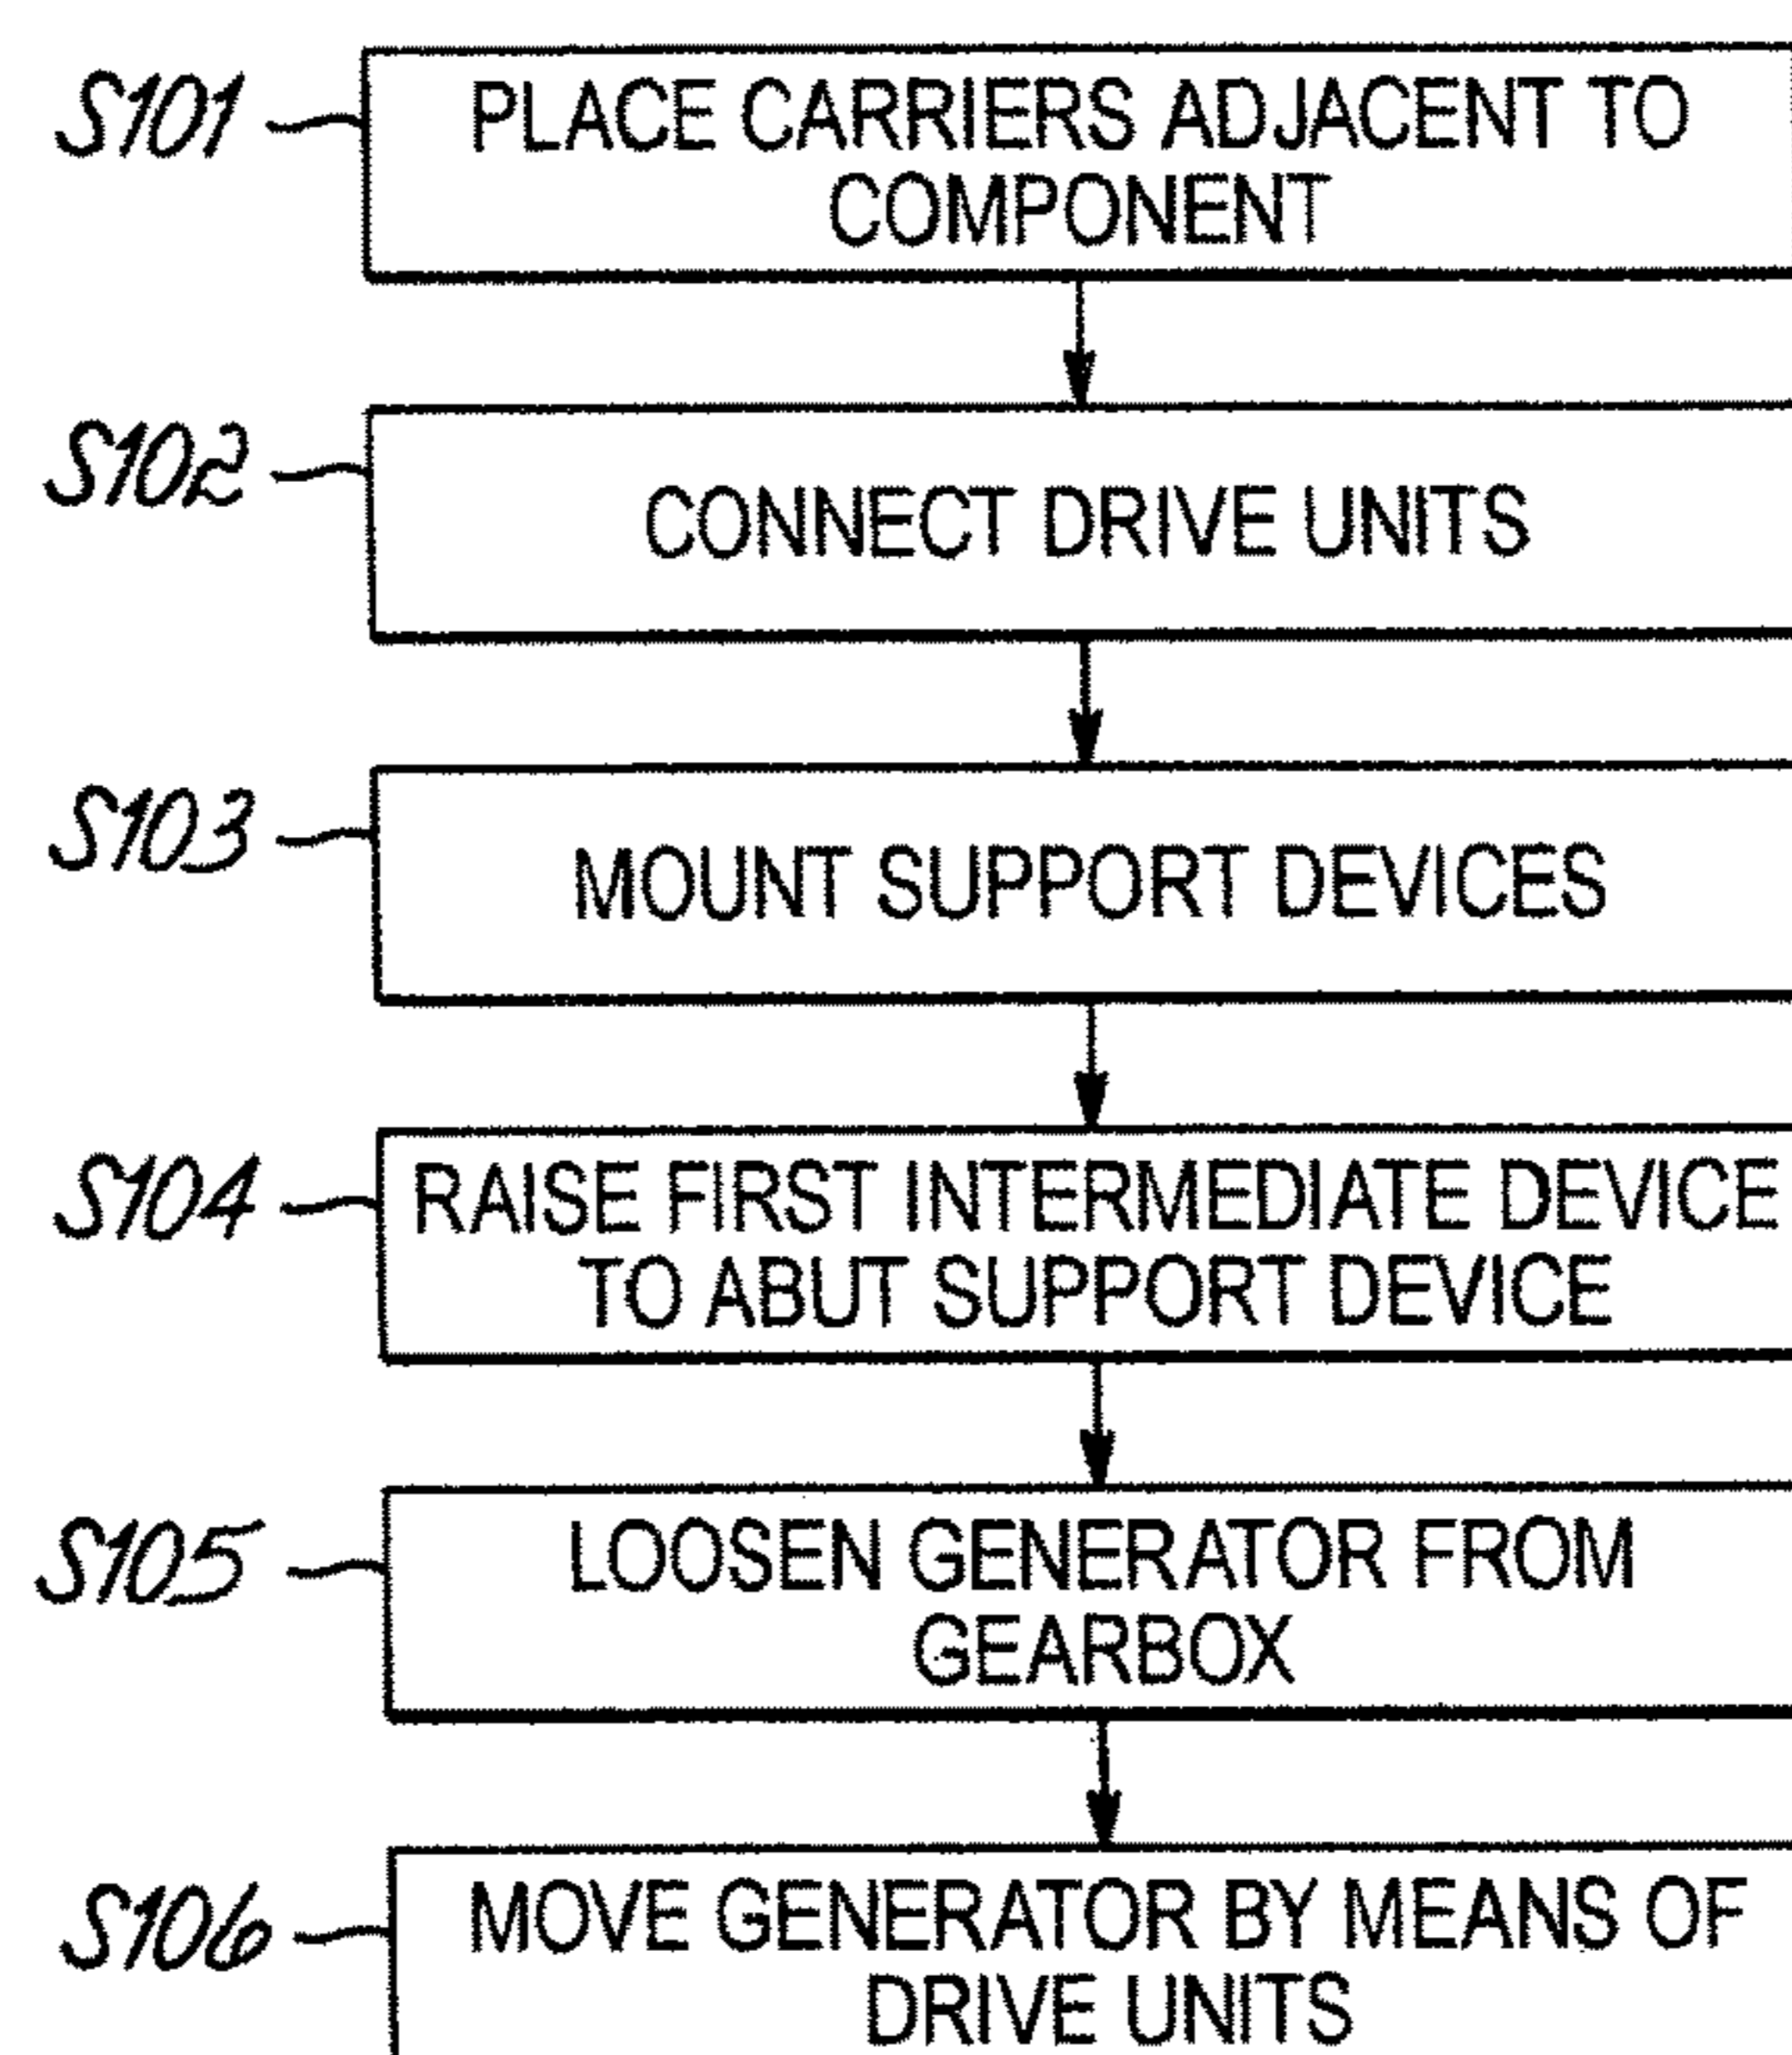 S101
PLACE CARRIERS ADJACENT TO
COMPONENT
S102
CONNECT DRIVE UNITS
S103
MOUNT SUPPORT DEVICES
S104
RAISE FIRST INTERMEDIATE DEVICE
TO ABUT SUPPORT DEVICE
S105
LOOSEN GENERATOR FROM
GEARBOX
S106
MOVE GENERATOR BY MEANS OF
DRIVE UNITS